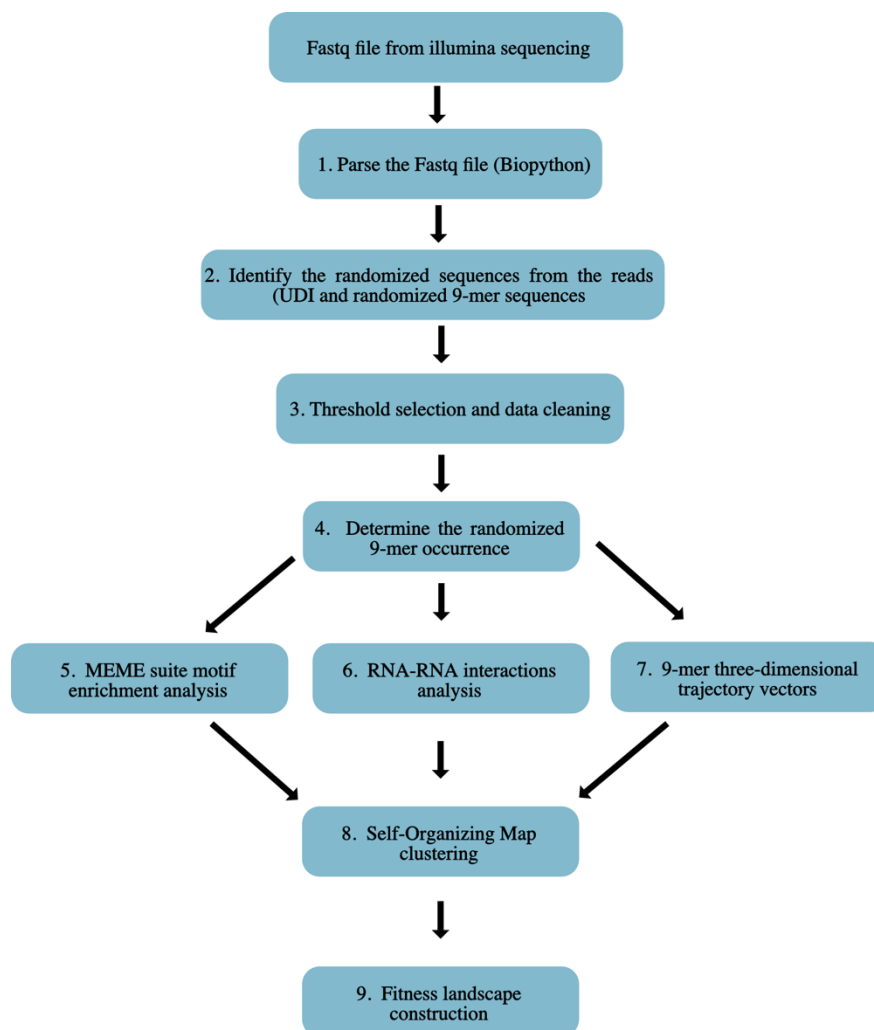 Fastq file from illumina sequencing
1. Parse the Fastq file (Biopython)
2. Identify the randomized sequences from the reads
(UDI and randomized 9-mer sequences
3. Threshold selection and data cleaning
4. Determine the randomized
9-mer occurrence
5. MEME suite motif
enrichment analysis
6. RNA-RNA interactions
analysis
7. 9-mer three-dimensional
trajectory vectors
8. Self-Organizing Map
clustering
9. Fitness landscape
construction